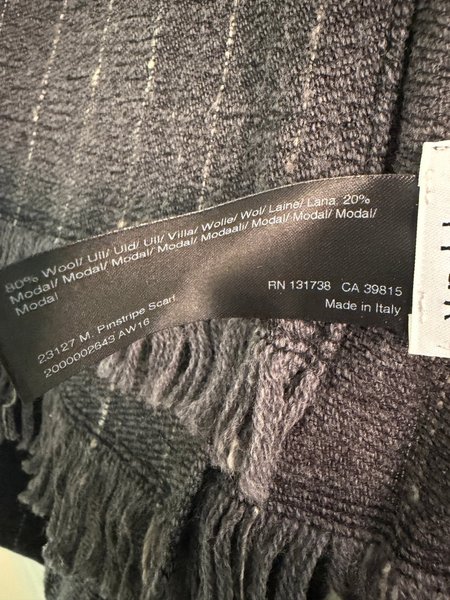 80% Wool/ Ull/ Uld/ Ull/ Villa/ Wolle/ Wol/ Laine/ Lana. 20%
Modal/ Modal/ Modal/ Modal/ Modaali/ Modal/ Modal/ Modal/
Modal
RN 131738 CA 39815
Made in Italy
23127 M. Pinstripe Scarf
2000002643 AW16